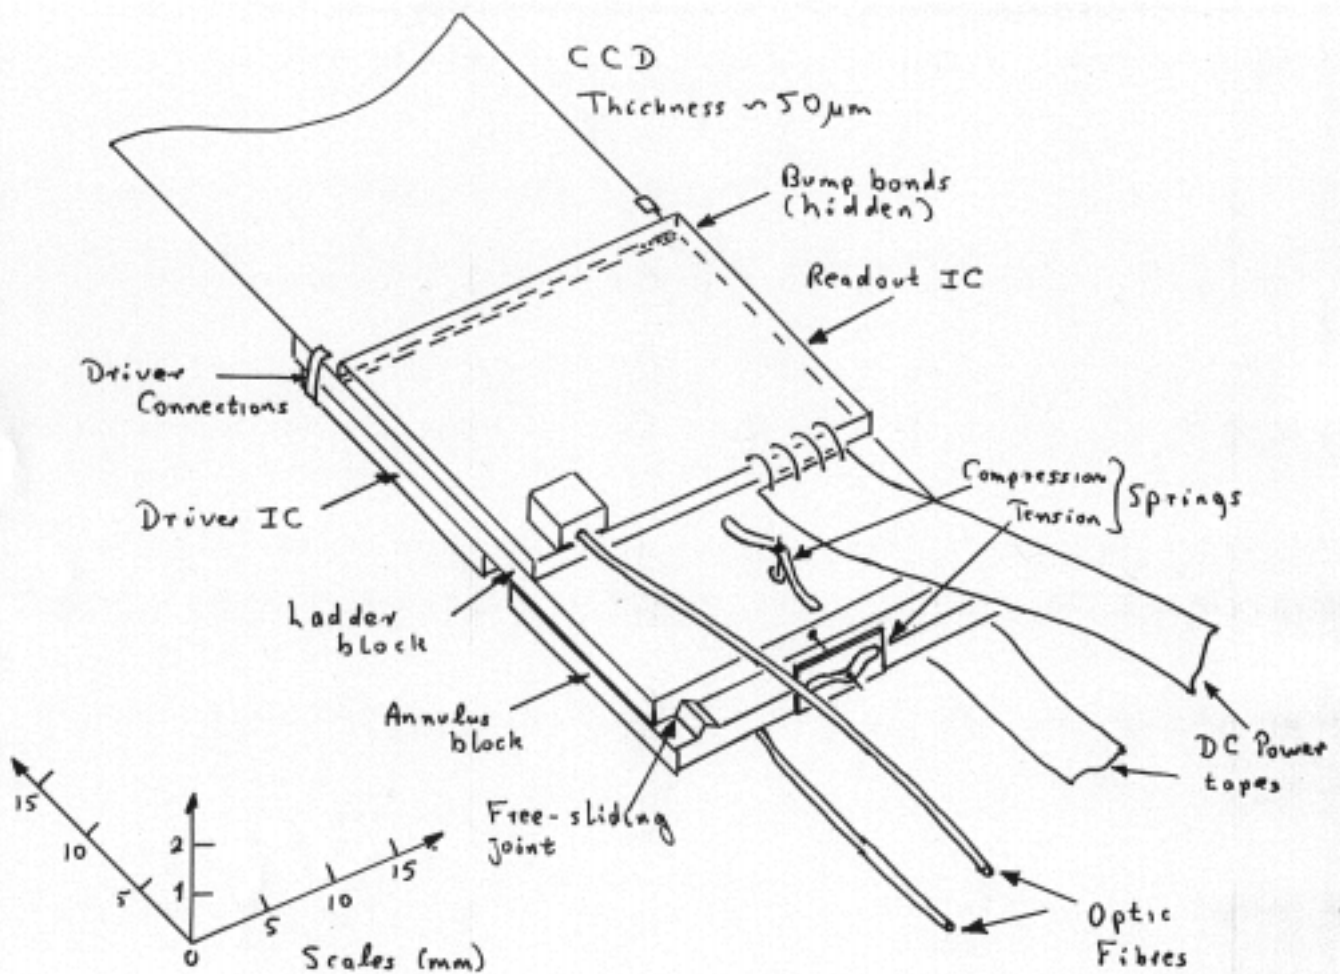 CCD
Thickness ~ 50μm
Bump bonds
(hidden)
Readout IC
Driver
Connections
Compression
Tension
Springs
Driver IC
Ladder
block
Annulus
block
DC Power
tapes
Free-sliding
joint
Optic
Fibres
15
10
5
2
1
0
5
10
15
Scales (mm)